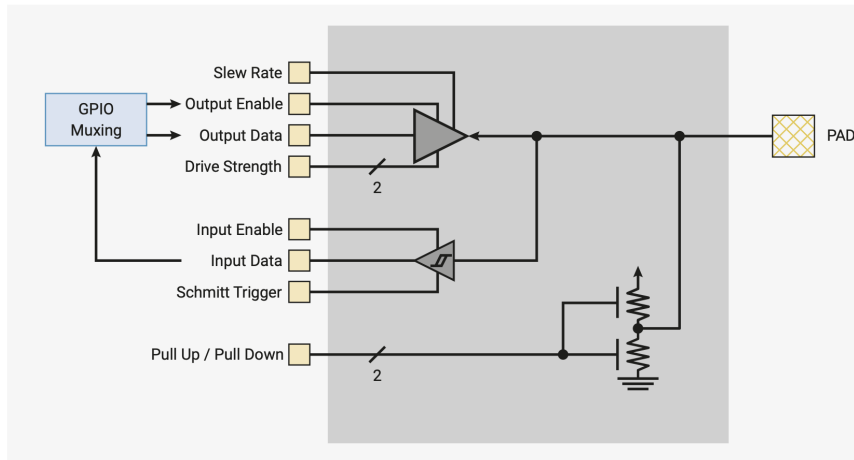 Slew Rate
GPIO
Muxing
Output Enable
Output Data
PAD
Drive Strength
2
Input Enable
Input Data
Schmitt Trigger
Pull Up / Pull Down
2